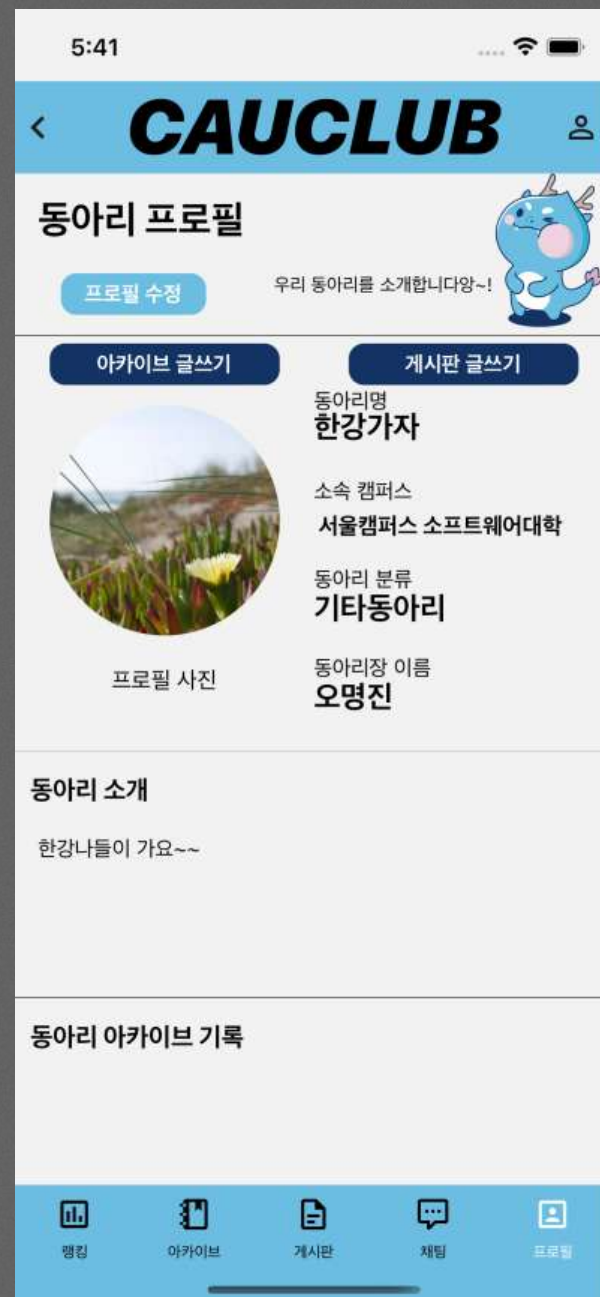 5:41
CAUCLUB
동아리 프로필
프로필 수정
우리 동아리를 소개합니다앙~!
아카이브 글쓰기
게시판 글쓰기
동아리명
한강가자
소속 캠퍼스
서울캠퍼스 소프트웨어대학
동아리 분류
기타동아리
프로필 사진
동아리장 이름
오명진
동아리 소개
한강나들이 가요~~
동아리 아카이브 기록
랭킹
아카이브
게시판
채팅
프로필